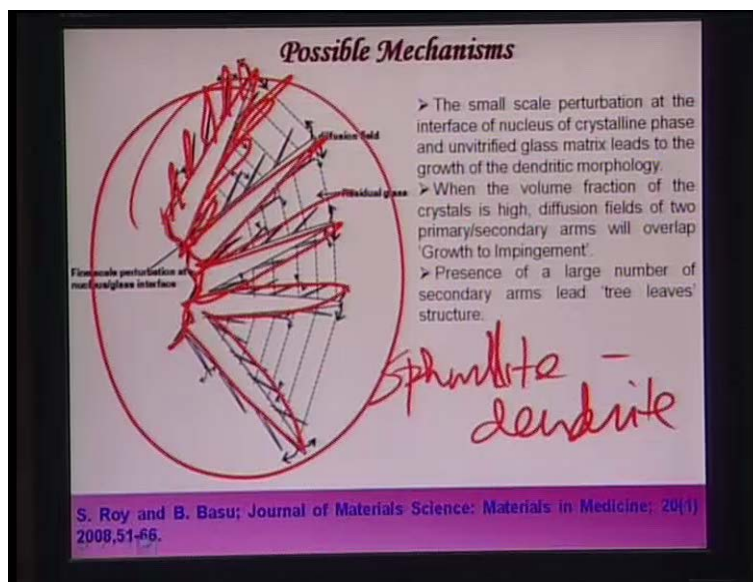 Possible Mechanisms
➤ The small scale perturbation at the
interface of nucleus of crystalline phase
and unvitrified glass matrix leads to the
growth of the dendritic morphology.
➤ When the volume fraction of the
crystals is high, diffusion fields of two
primary/secondary arms will overlap
'Growth to Impingement'.
➤ Presence of a large number of
secondary arms lead 'tree leaves'
structure.
diffusion field
Residual glass
Fine scale perturbation at
nucleus/glass interface
dendrite
S. Roy and B. Basu; Journal of Materials Science: Materials in Medicine; 20(1)
2008,51-66.